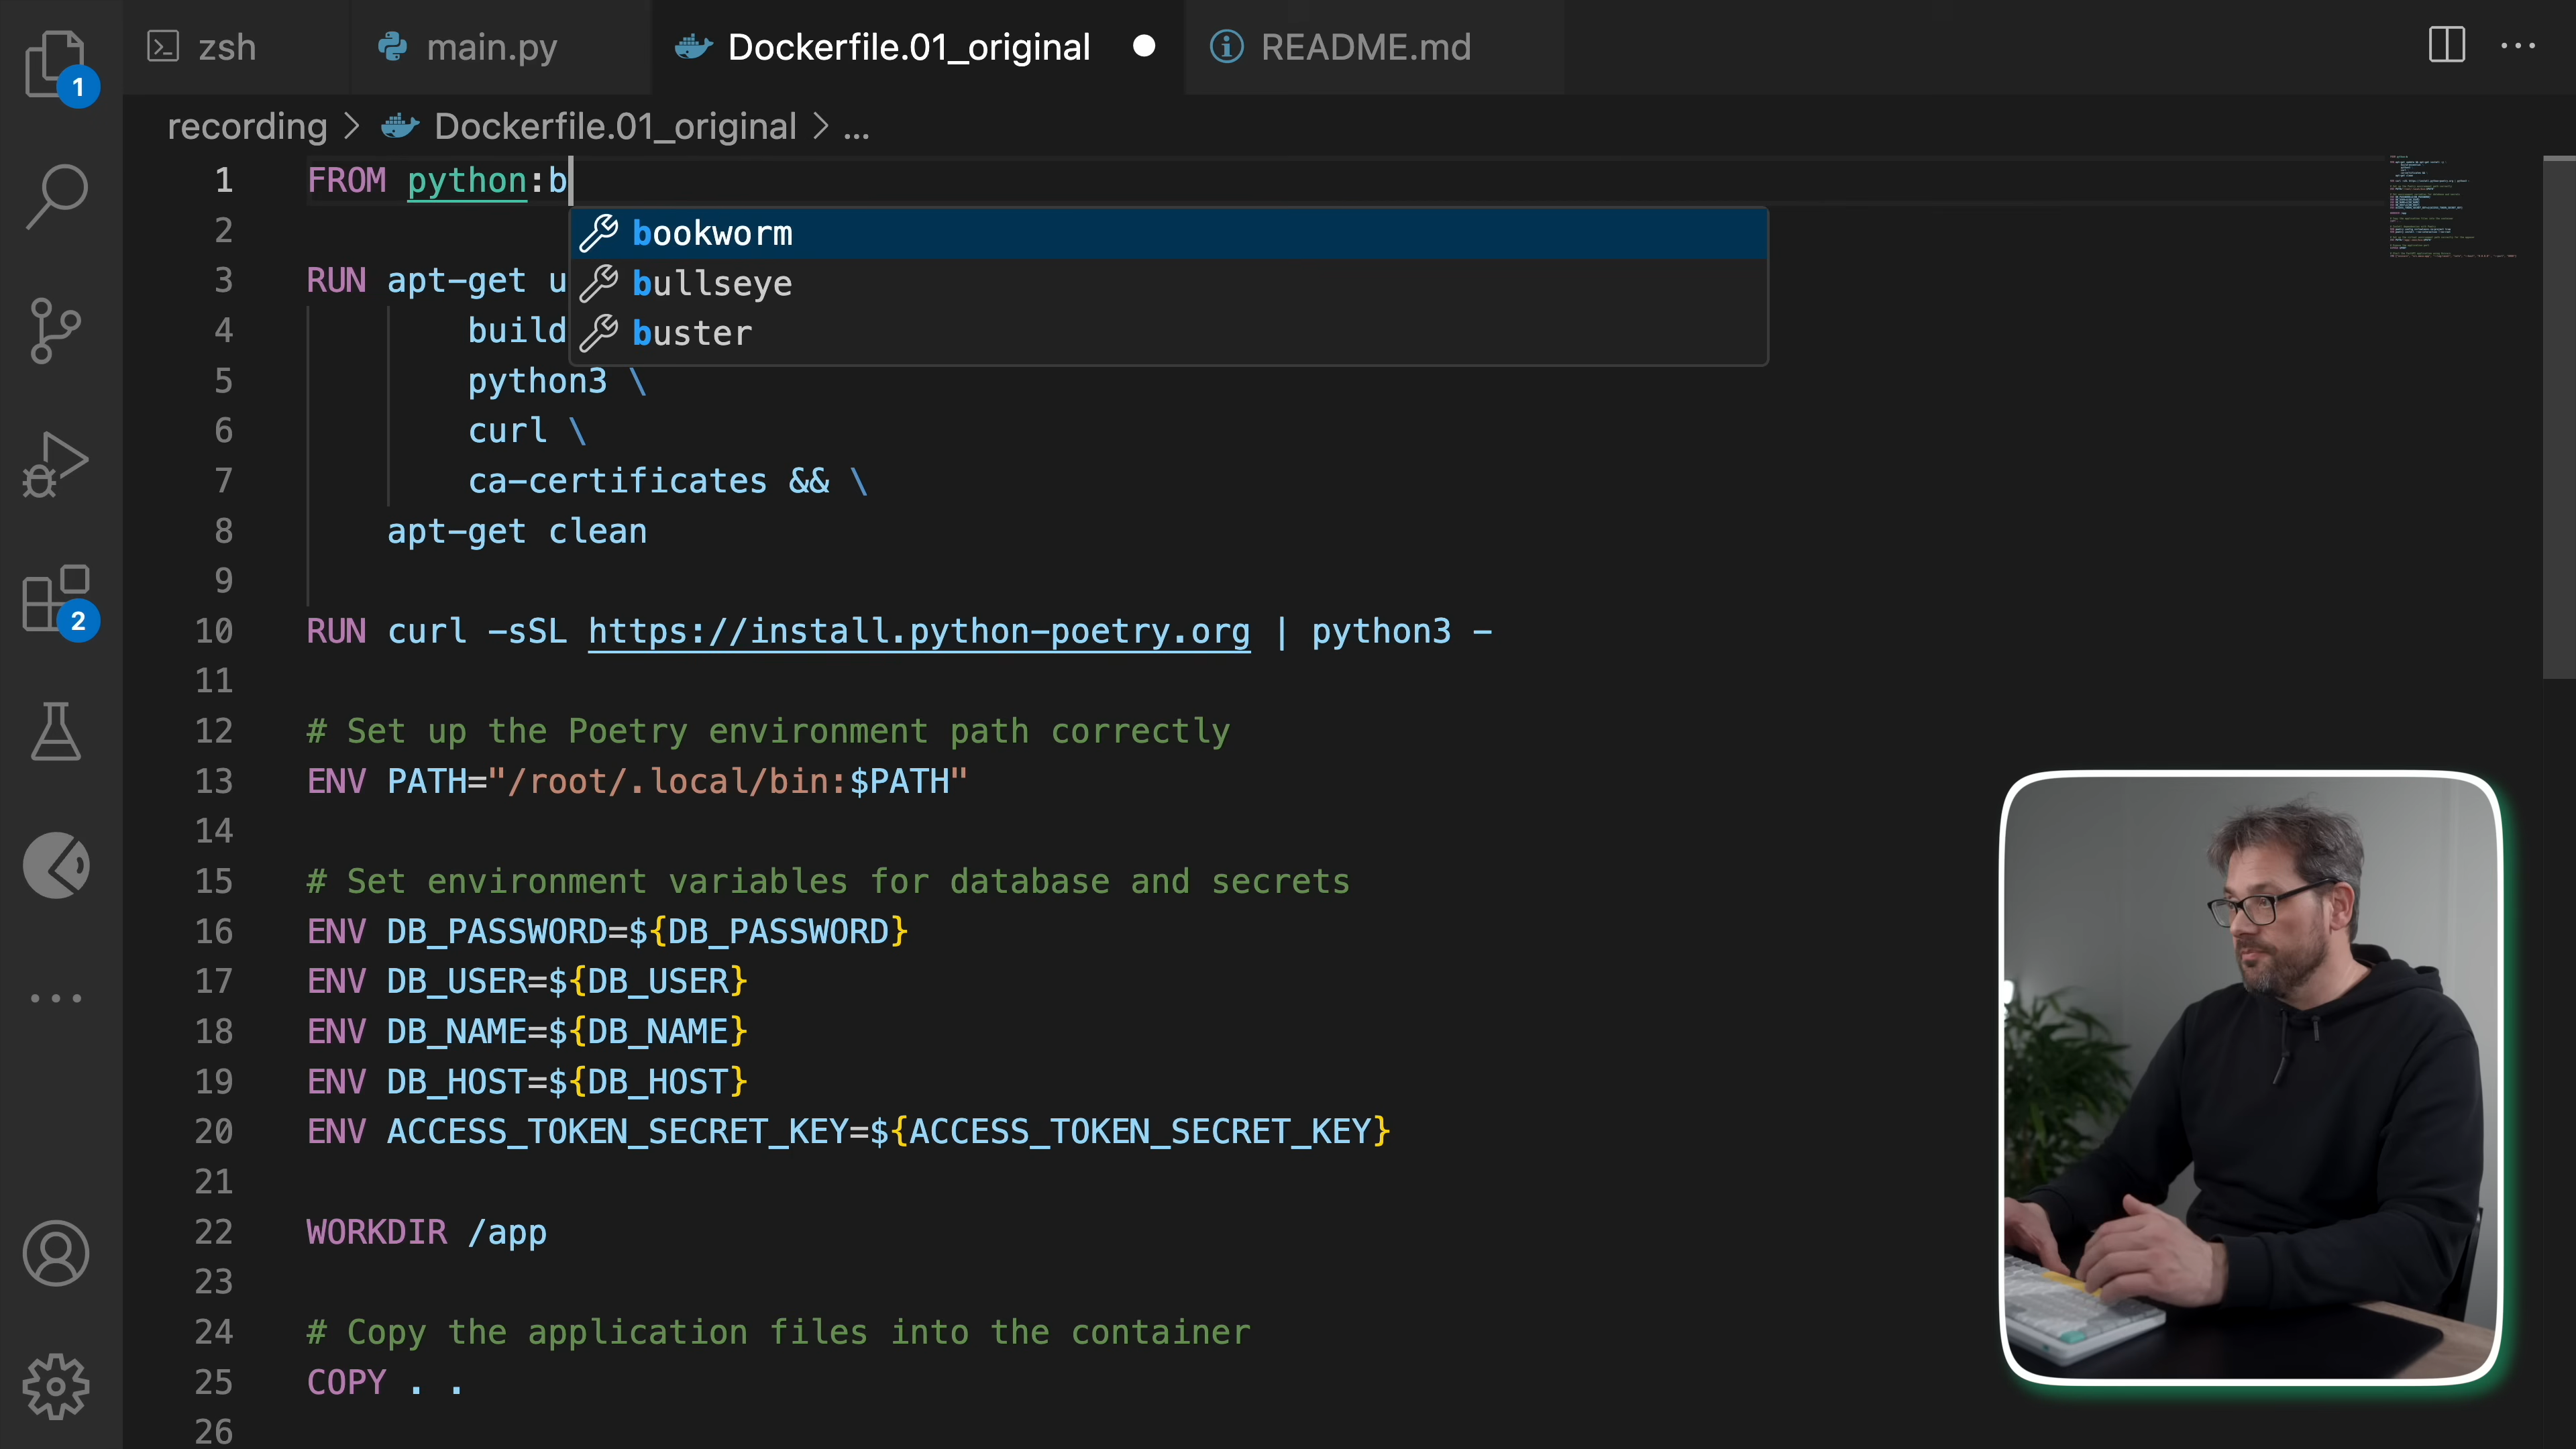 zsh
main.py
Dockerfile.01_original
README.md
1
recording > Dockerfile.01_original > ...
1 FROM python:b
bookworm
bullseye
buster
2
3 RUN apt-get u
4 build
5 python3 \
6 curl \
7 ca-certificates && \
8 apt-get clean
9
2
10 RUN curl -sSL https://install.python-poetry.org | python3 -
11
12 # Set up the Poetry environment path correctly
13 ENV PATH="/root/.local/bin:$PATH"
14
15 # Set environment variables for database and secrets
16 ENV DB_PASSWORD=${DB_PASSWORD}
17 ENV DB_USER=${DB_USER}
18 ENV DB_NAME=${DB_NAME}
19 ENV DB_HOST=${DB_HOST}
20 ENV ACCESS_TOKEN_SECRET_KEY=${ACCESS_TOKEN_SECRET_KEY}
21
22 WORKDIR /app
23
24 # Copy the application files into the container
25 COPY . .
26